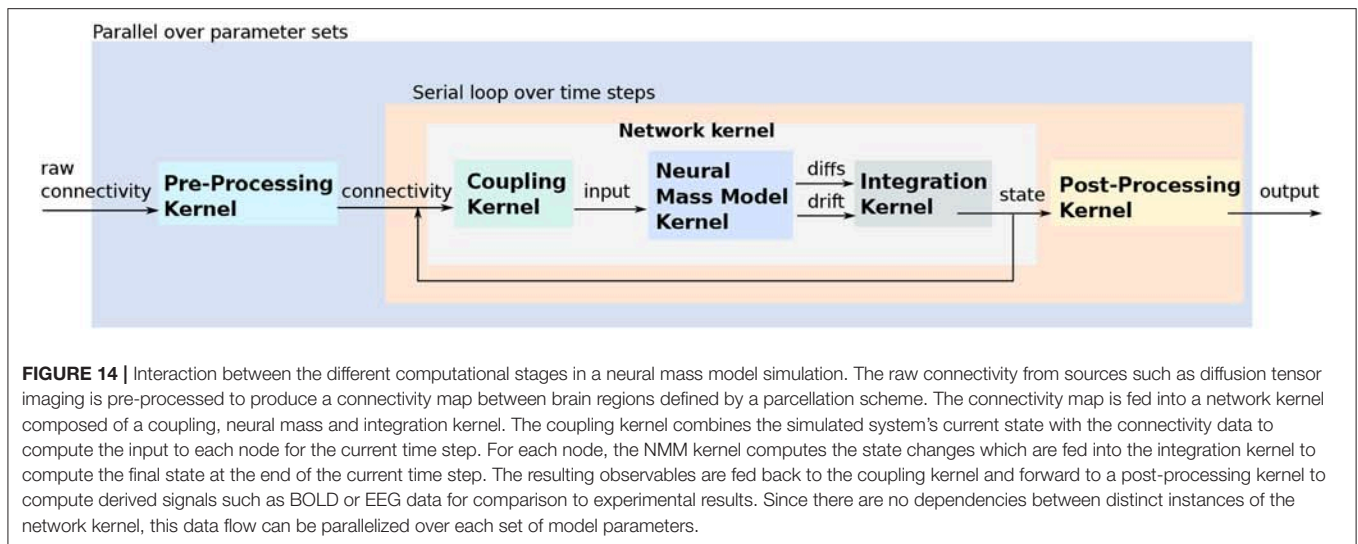 Parallel over parameter sets
Serial loop over time steps
Network kernel
raw
connectivity
Pre-Processing
Kernel
connectivity
Coupling
Kernel
input
Neural
Mass Model
Kernel
diffs
drift
Integration
Kernel
state
Post-Processing
Kernel
output
FIGURE 14 | Interaction between the different computational stages in a neural mass model simulation. The raw connectivity from sources such as diffusion tensor
imaging is pre-processed to produce a connectivity map between brain regions defined by a parcellation scheme. The connectivity map is fed into a network kernel
composed of a coupling, neural mass and integration kernel. The coupling kernel combines the simulated system's current state with the connectivity data to
compute the input to each node for the current time step. For each node, the NMM kernel computes the state changes which are fed into the integration kernel to
compute the final state at the end of the current time step. The resulting observables are fed back to the coupling kernel and forward to a post-processing kernel to
compute derived signals such as BOLD or EEG data for comparison to experimental results. Since there are no dependencies between distinct instances of the
network kernel, this data flow can be parallelized over each set of model parameters.